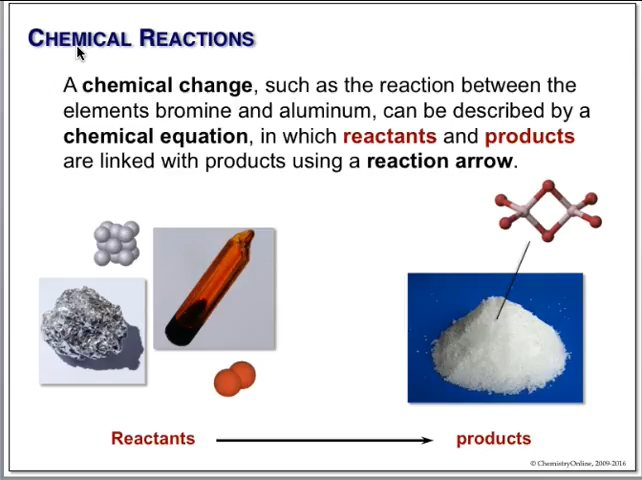 CHEMICAL REACTIONS
A chemical change, such as the reaction between the
elements bromine and aluminum, can be described by a
chemical equation, in which reactants and products
are linked with products using a reaction arrow.
Reactants products
© ChemistryOnline, 2009-2016